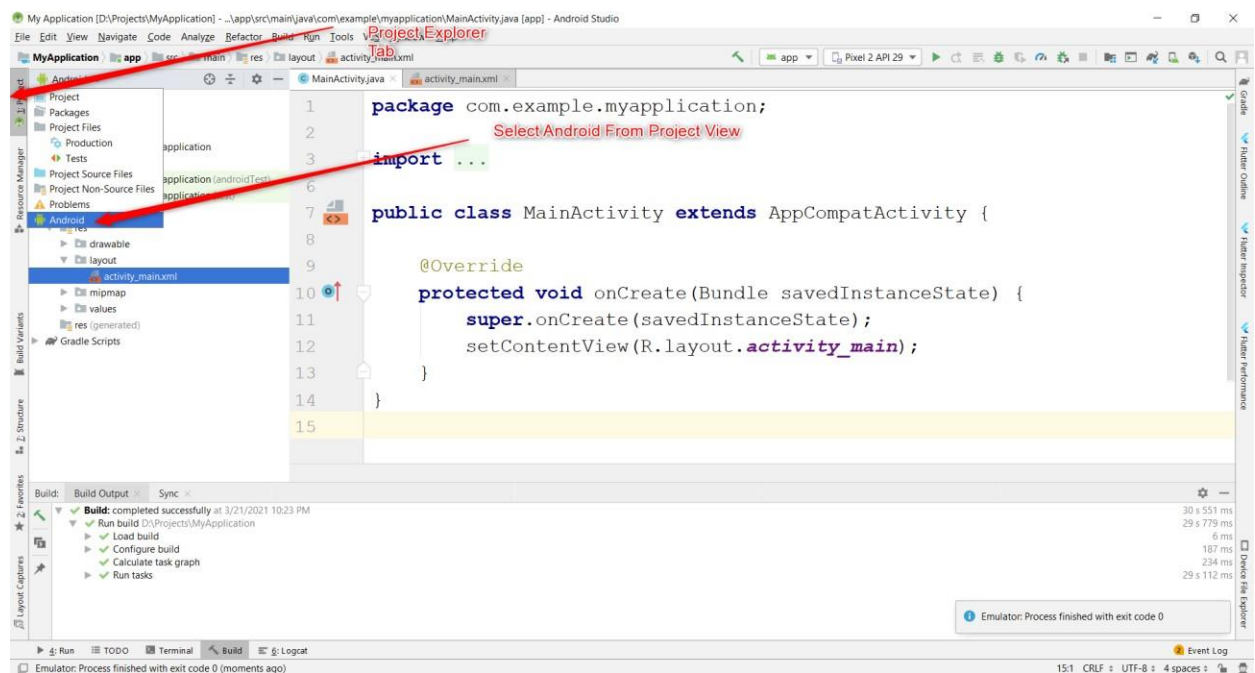 My Application [D:\Projects\MyApplication] - ...\app\src\main\java\com\example\myapplication\MainActivity.java [app] - Android Studio
File Edit View Navigate Code Analyze Refactor Build Run Tools
Project Explorer
Tab
MyApplication app src main res layout activity_main.xml
app Pixel 2 API 29
1: Project
Resource Manager
Build Variants
Z: Structure
2: Favorites
Layout Captures
Project
Packages
Project Files
Production
Tests
Project Source Files
Project Non-Source Files
Problems
Android
application
application (androidTest)
application
res
drawable
layout
activity_main.xml
mipmap
values
res (generated)
Gradle Scripts
MainActivity.java activity_main.xml
Select Android From Project View
1 package com.example.myapplication;
2
3 import ...
6
7 public class MainActivity extends AppCompatActivity {
8
9 @Override
10 protected void onCreate(Bundle savedInstanceState) {
11 super.onCreate(savedInstanceState);
12 setContentView(R.layout.activity_main);
13 }
14 }
15
Gradle
Flutter Outline
Flutter Inspector
Flutter Performance
Device File Explorer
Build: Build Output Sync
Build: completed successfully at 3/21/2021 10:23 PM 30 s 551 ms
Run build D:\Projects\MyApplication 29 s 779 ms
Load build 6 ms
Configure build 187 ms
Calculate task graph 234 ms
Run tasks 29 s 112 ms
Emulator: Process finished with exit code 0
4: Run TODO Terminal Build 6: Logcat 2 Event Log
Emulator: Process finished with exit code 0 (moments ago) 15:1 CRLF UTF-8 4 spaces